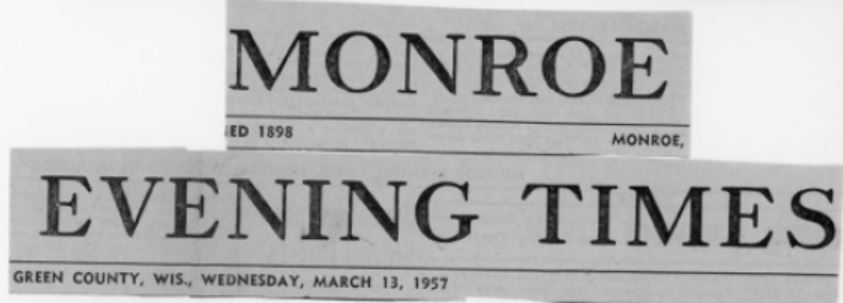 MONROE
ED 1898 MONROE,
EVENING TIMES
GREEN COUNTY, WIS., WEDNESDAY, MARCH 13, 1957